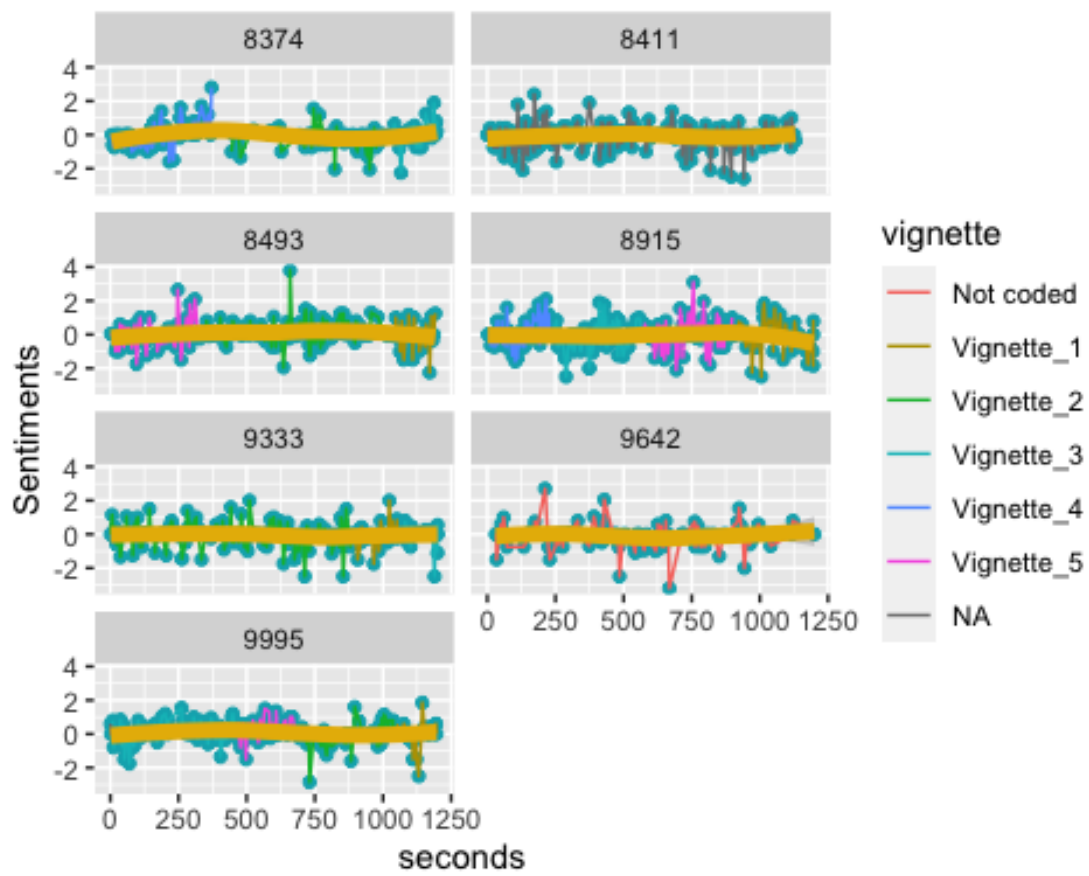 8374
8411
4
2
0
-2
8493
8915
4
2
0
-2
9333
9642
4
2
0
-2
0 250 500 750 1000 1250
9995
4
2
0
-2
0 250 500 750 1000 1250
seconds
Sentiments
vignette
Not coded
Vignette_1
Vignette_2
Vignette_3
Vignette_4
Vignette_5
NA